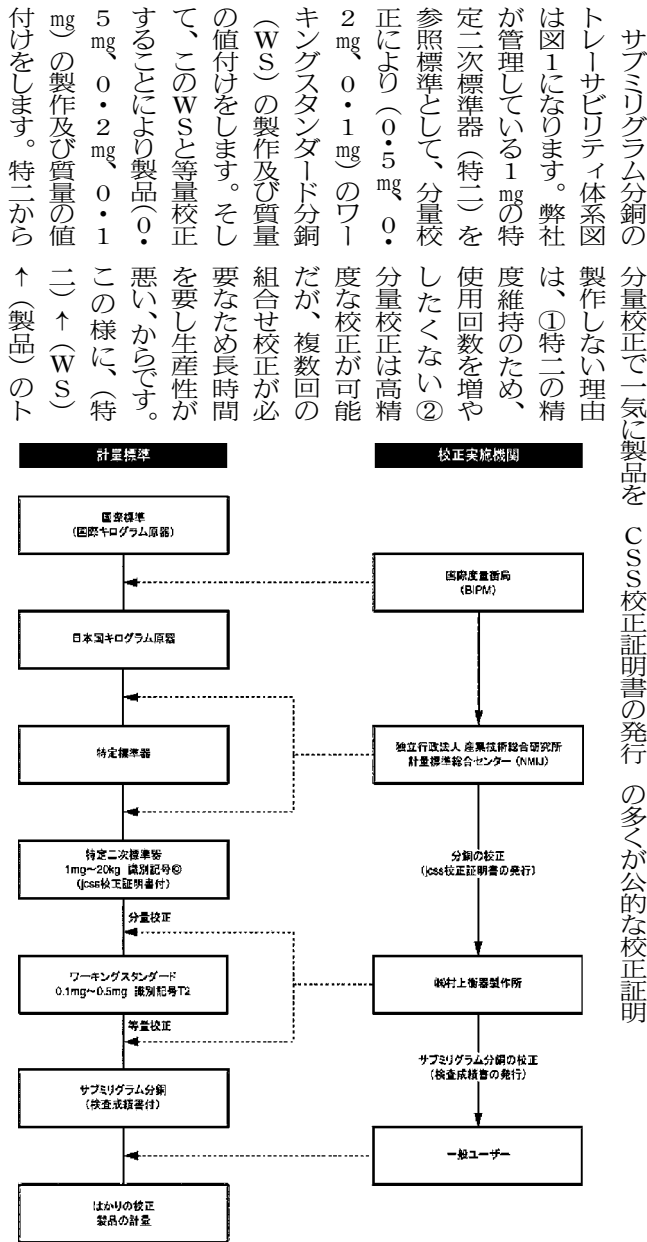 サブミリグラム分銅の
トレーサビリティ体系図
は図1になります。弊社
が管理している1㎎の特
定二次標準器（特二）を
参照標準として、分量校
正により（0・5㎎、0・
2㎎、0・1㎎）のワー
キングスタンダード分銅
（WS）の製作及び質量
の値付けをします。そし
て、このWSと等量校正
することにより製品（0・
5㎎、0・2㎎、0・1
㎎）の製作及び質量の値
付けをします。特二から
分量校正で一気に製品を
製作しない理由
は、①特二の精
度維持のため、
使用回数を増や
したくない②
分量校正は高精
度な校正が可能
だが、複数回の
組合せ校正が必
要なため長時間
を要し生産性が
悪い、からです。
この様に、（特
二）↑（WS）
↑（製品）のト
CSS校正証明書の発行
の多くが公的な校正証明
計量標準
国際標準
(国際キログラム原器)
日本国キログラム原器
特定標準器
特定二次標準器
1mg～20kg 識別記号◎
(jcss校正証明書付)
分量校正
ワーキングスタンダード
0.1mg～0.5mg 識別記号T2
等量校正
サブミリグラム分銅
(検査成績書付)
はかりの校正
製品の計量
校正実施機関
国際度量衡局
(BIPM)
独立行政法人 産業技術総合研究所
計量標準総合センター (NMIJ)
分銅の校正
(jcss校正証明書の発行)
㈱村上衡器製作所
サブミリグラム分銅の校正
(検査成績書の発行)
一般ユーザー